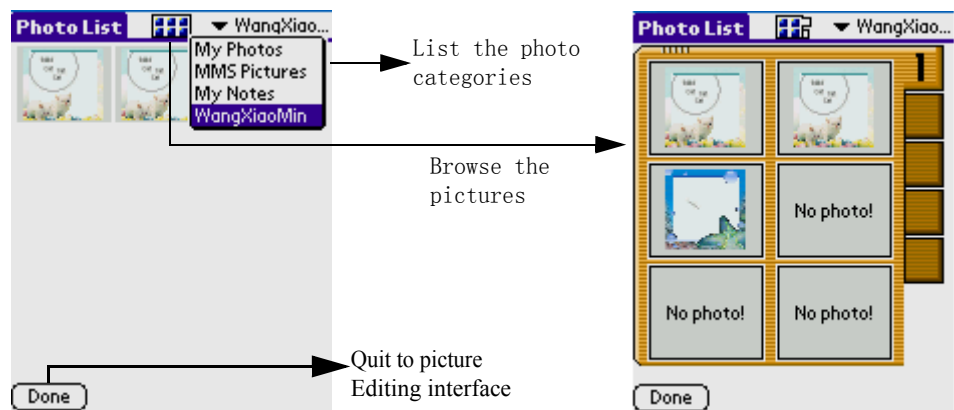 Photo List
WangXiao...
My Photos
MMS Pictures
My Notes
WangXiaoMin
List the photo
categories
Browse the
pictures
Quit to picture
Editing interface
Done
Photo List
WangXiao...
1
No photo!
No photo!
No photo!
Done